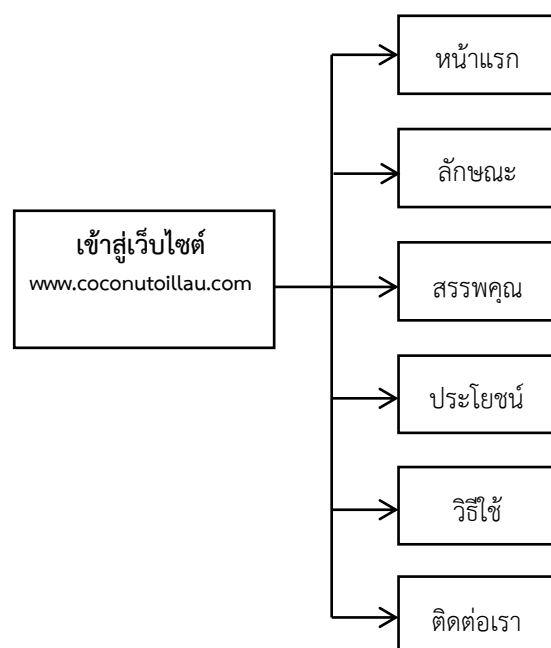 หน้าแรก
ลักษณะ
เข้าสู่เว็บไซต์
www.coconutoillau.com
สรรพคุณ
ประโยชน์
วิธีใช้
ติดต่อเรา